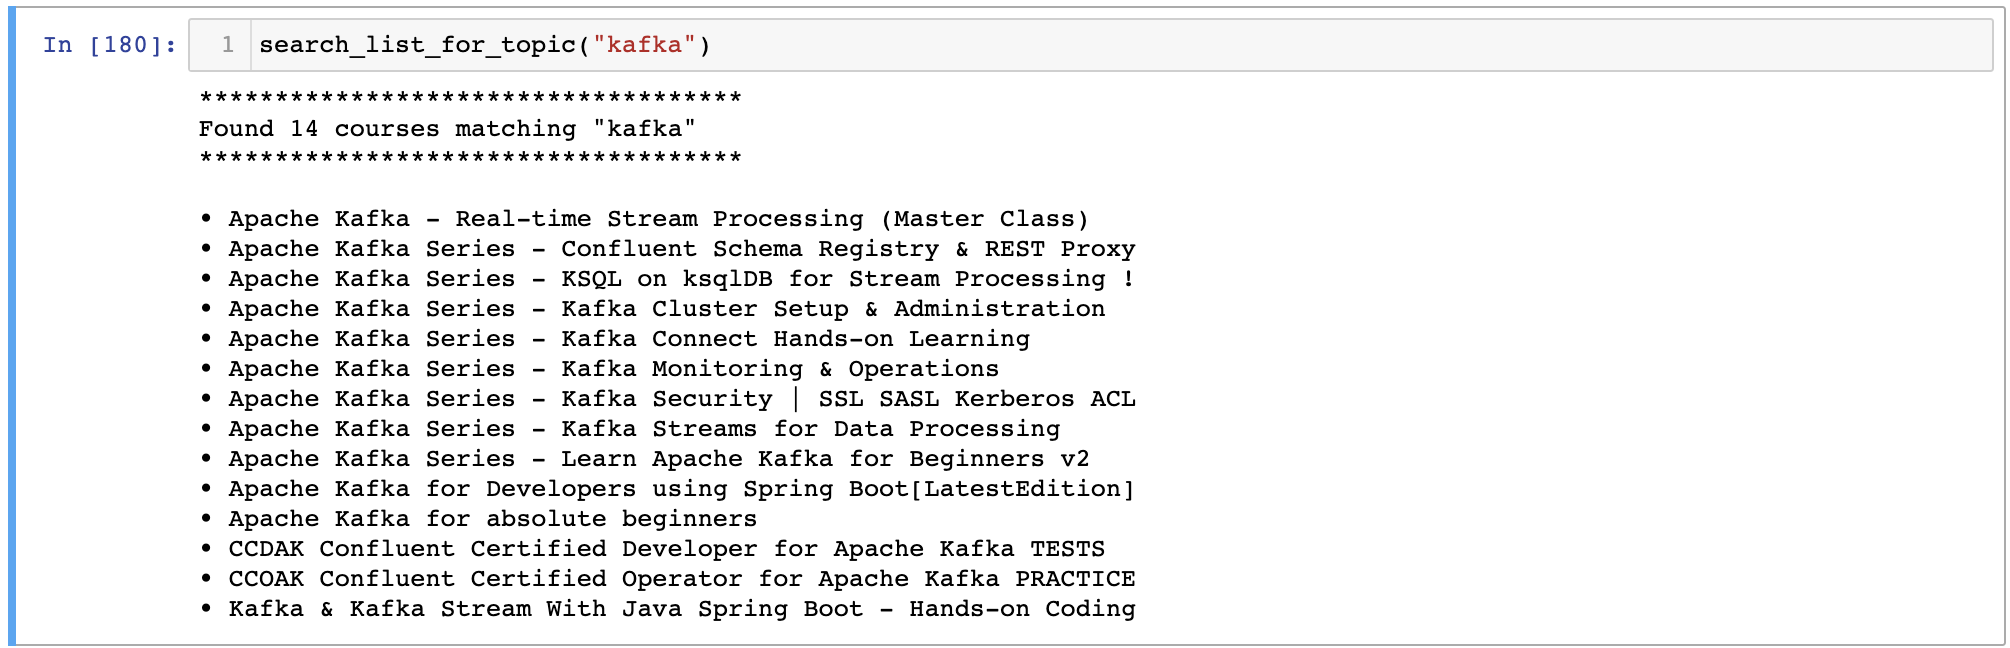 In [180]: 1 search_list_for_topic("kafka")
************************************
Found 14 courses matching "kafka"
************************************
• Apache Kafka - Real-time Stream Processing (Master Class)
• Apache Kafka Series - Confluent Schema Registry & REST Proxy
• Apache Kafka Series - KSQL on ksqlDB for Stream Processing !
• Apache Kafka Series - Kafka Cluster Setup & Administration
• Apache Kafka Series - Kafka Connect Hands-on Learning
• Apache Kafka Series - Kafka Monitoring & Operations
• Apache Kafka Series - Kafka Security | SSL SASL Kerberos ACL
• Apache Kafka Series - Kafka Streams for Data Processing
• Apache Kafka Series - Learn Apache Kafka for Beginners v2
• Apache Kafka for Developers using Spring Boot[LatestEdition]
• Apache Kafka for absolute beginners
• CCDAK Confluent Certified Developer for Apache Kafka TESTS
• CCOAK Confluent Certified Operator for Apache Kafka PRACTICE
• Kafka & Kafka Stream With Java Spring Boot - Hands-on Coding